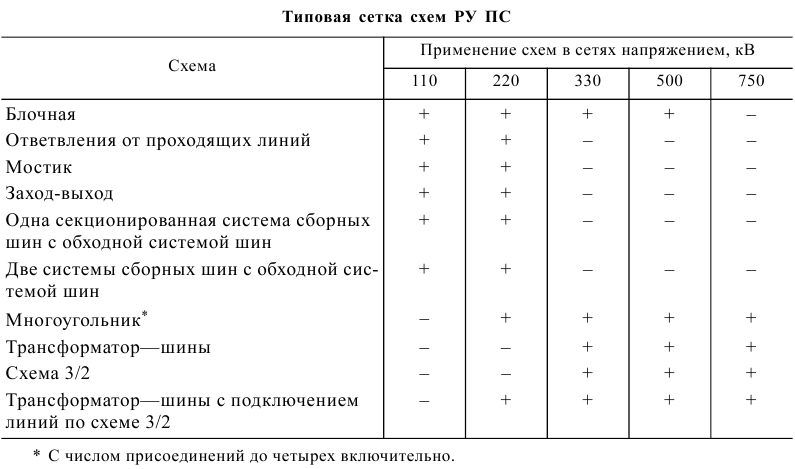 Типовая сетка схем РУ ПС
Схема
Применение схем в сетях напряжением, кВ
110 220 330 500 750
Блочная + + + + –
Ответвления от проходящих линий + + – – –
Мостик + + – – –
Заход-выход + + – – –
Одна секционированная система сборных + + – – –
шин с обходной системой шин
Две системы сборных шин с обходной сис- + + – – –
темой шин
Многоугольник* – + + + +
Трансформатор—шины – – + + +
Схема 3/2 – – + + +
Трансформатор—шины с подключением – + + + +
линий по схеме 3/2
* С числом присоединений до четырех включительно.